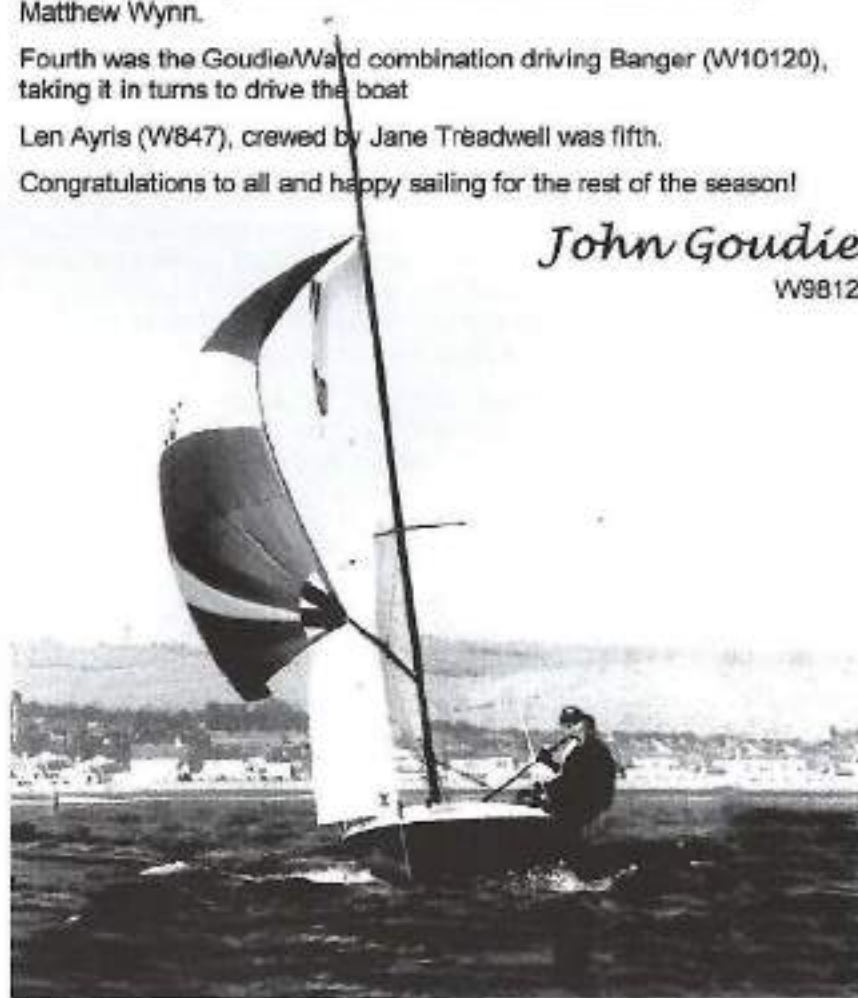 Matthew Wynn.
Fourth was the Goudie/Ward combination driving Banger (W10120),
taking it in turns to drive the boat
Len Ayris (W847), crewed by Jane Treadwell was fifth.
Congratulations to all and happy sailing for the rest of the season!
John Goudie
W9812